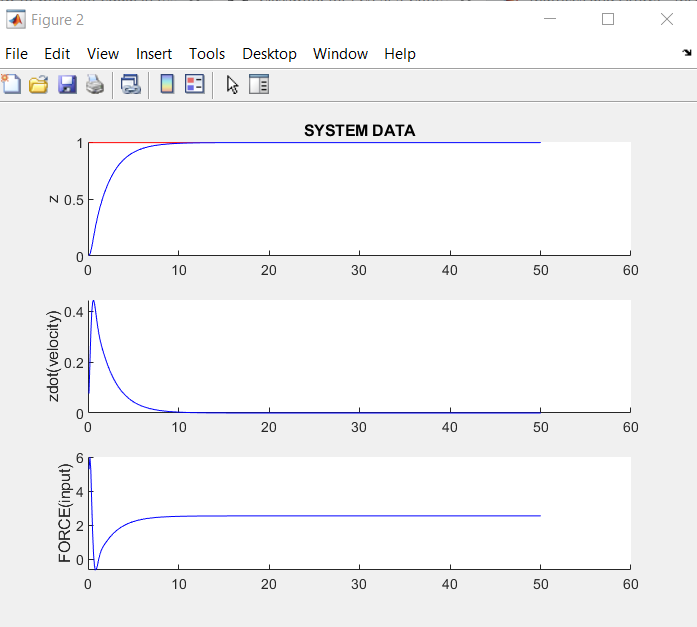 Figure 2
File Edit View Insert Tools Desktop Window Help
SYSTEM DATA
1
0.5
0
z
0 10 20 30 40 50 60
0.4
0.2
0
zdot(velocity)
0 10 20 30 40 50 60
6
4
2
0
FORCE(input)
0 10 20 30 40 50 60